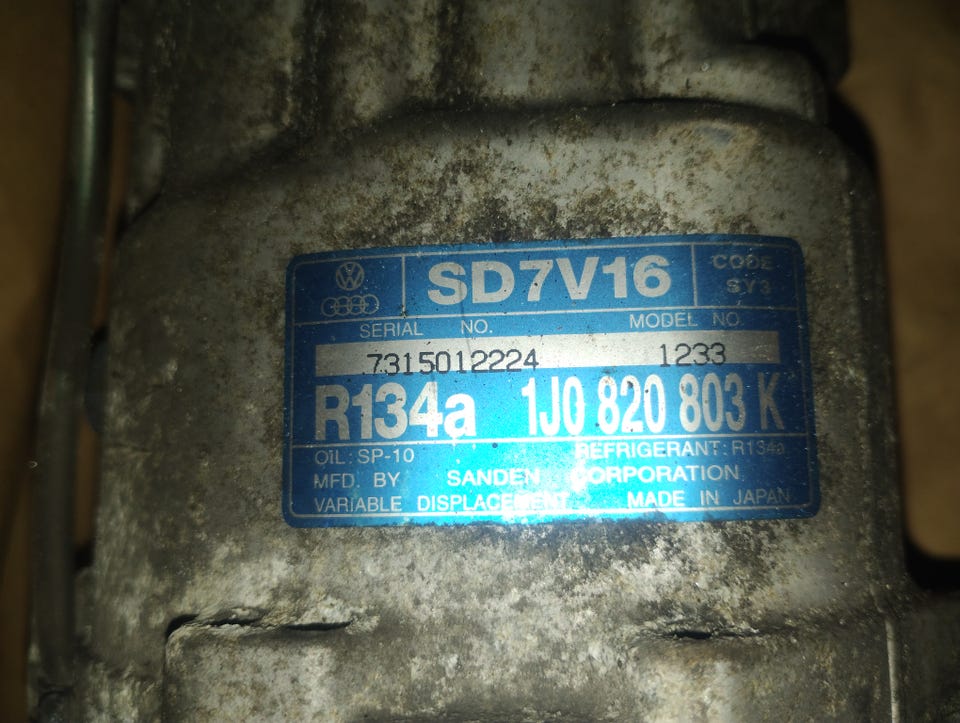 SD7V16
CODE
SY3
SERIAL NO. MODEL NO.
7315012224 1233
R134a 1J0 820 803 K
OIL: SP-10 REFRIGERANT: R134a
MFD. BY SANDEN CORPORATION
VARIABLE DISPLACEMENT MADE IN JAPAN